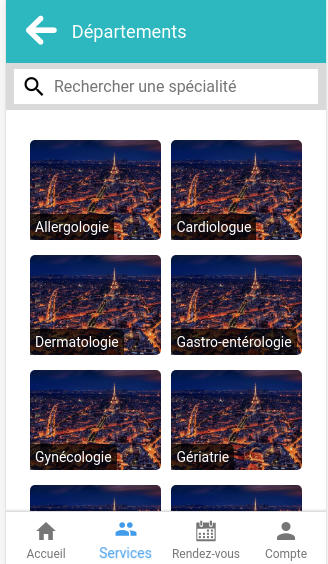 Départements
Rechercher une spécialité
Allergologie
Cardiologue
Dermatologie
Gastro-entérologie
Gynécologie
Gériatrie
Accueil
Services
Rendez-vous
Compte